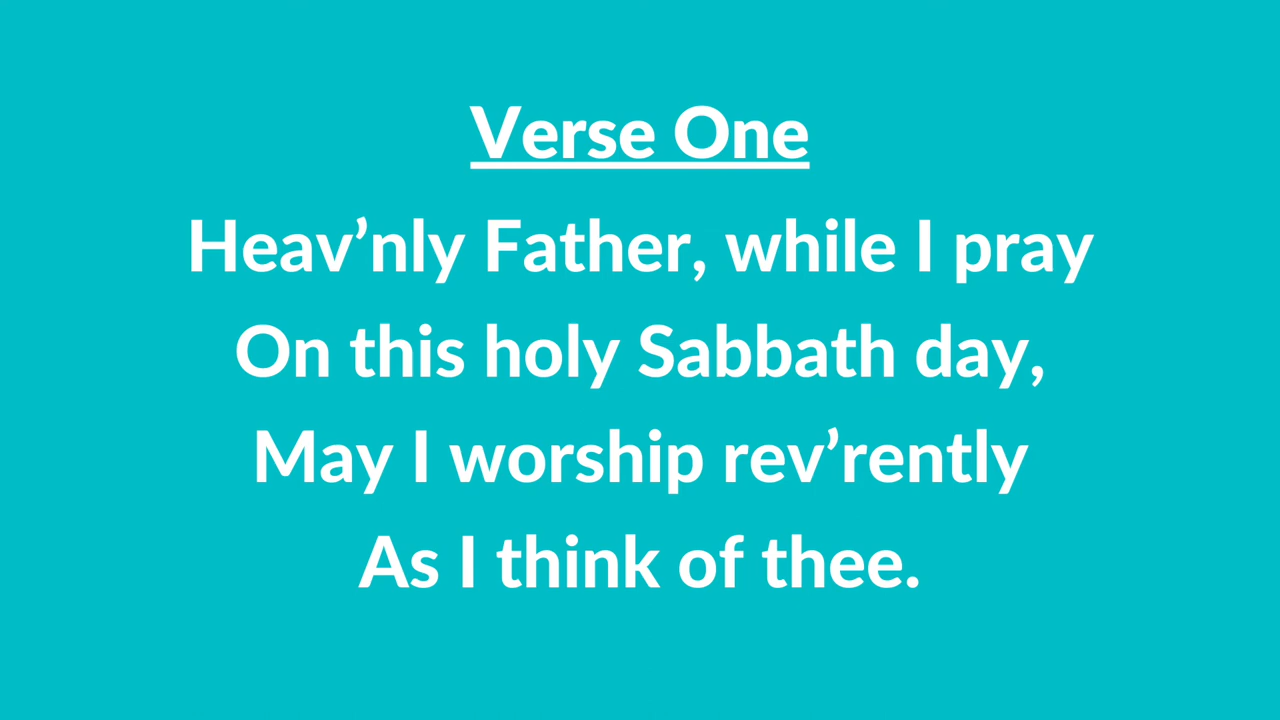 Verse One
Heav’nly Father, while I pray
On this holy Sabbath day,
May I worship rev’rently
As I think of thee.